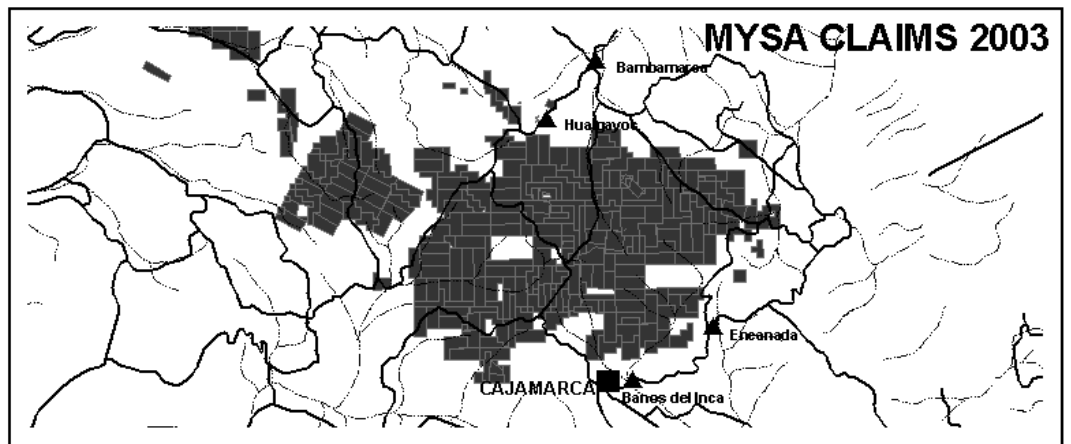 MYSA CLAIMS 2003
Bambamarca
Hualgayoc
Encanada
CAJAMARCA
Banos del Inca